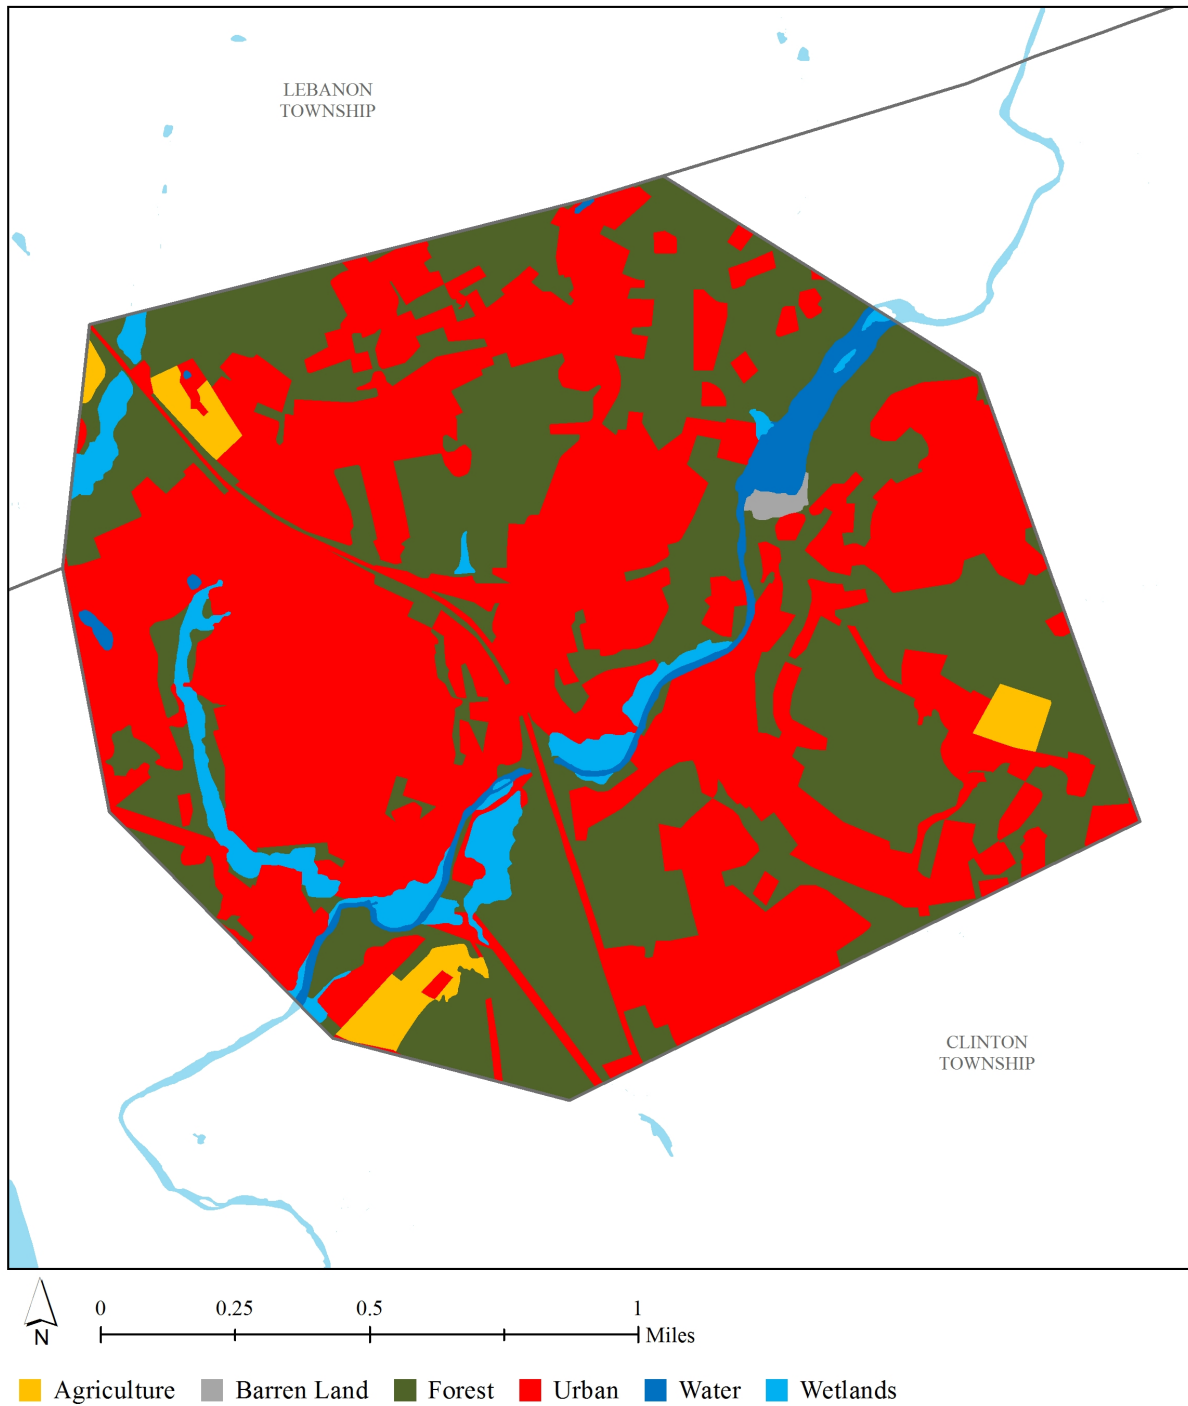 LEBANON
TOWNSHIP
CLINTON
TOWNSHIP
0 0.25 0.5 1
Miles
N
Agriculture Barren Land Forest Urban Water Wetlands